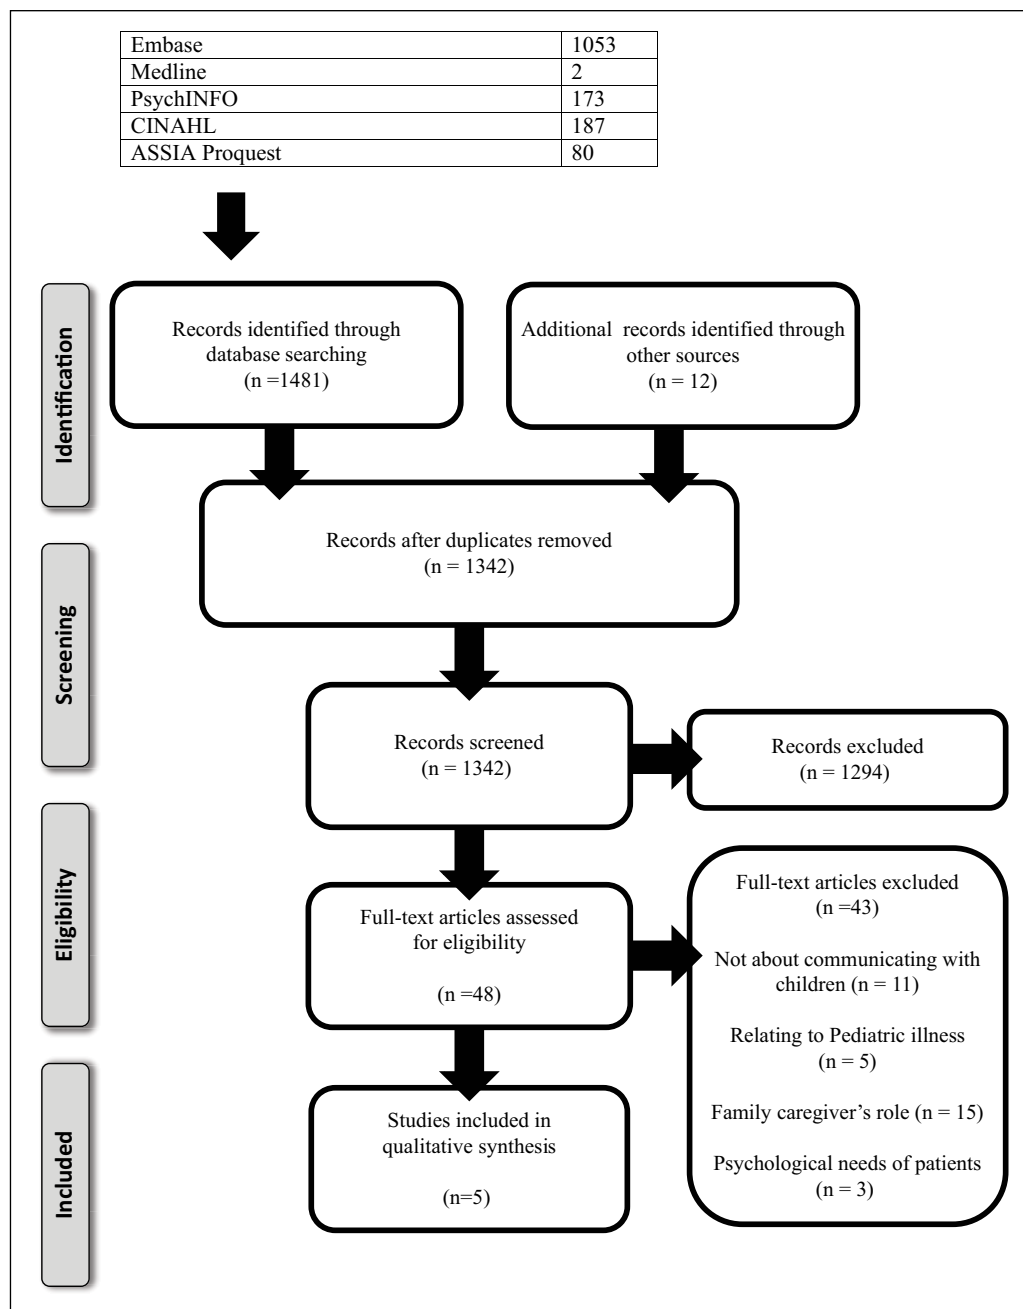 Embase 1053
Medline 2
PsychINFO 173
CINAHL 187
ASSIA Proquest 80
Identification
Records identified through
database searching
(n =1481)
Additional records identified through
other sources
(n = 12)
Records after duplicates removed
(n = 1342)
Screening
Records screened
(n = 1342)
Records excluded
(n = 1294)
Eligibility
Full-text articles assessed
for eligibility
(n =48)
Full-text articles excluded
(n =43)
Not about communicating with
children (n = 11)
Relating to Pediatric illness
(n = 5)
Family caregiver’s role (n = 15)
Psychological needs of patients
(n = 3)
Included
Studies included in
qualitative synthesis
(n=5)